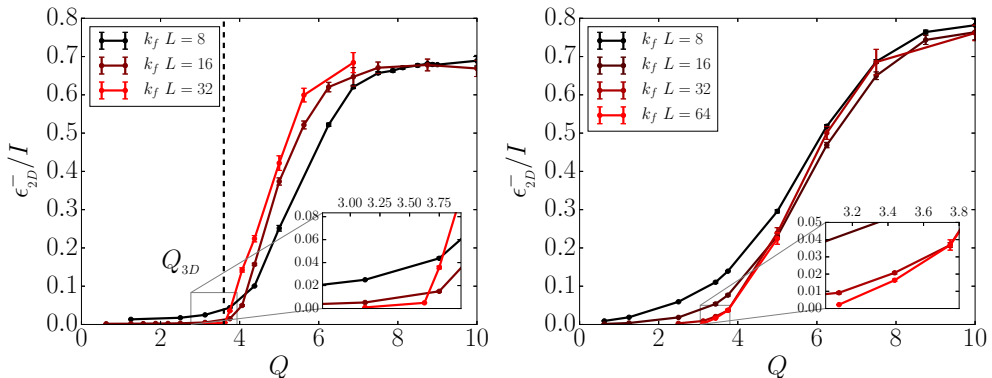 0.8
0.7
0.6
0.5
0.4
0.3
0.2
0.1
0.0
ϵ⁻₂D/I
k_f L = 8
k_f L = 16
k_f L = 32
Q₃D
3.00 3.25 3.50 3.75
0.08
0.06
0.04
0.02
0.00
0 2 4 6 8 10
Q
0.8
0.7
0.6
0.5
0.4
0.3
0.2
0.1
0.0
ϵ⁻₂D/I
k_f L = 8
k_f L = 16
k_f L = 32
k_f L = 64
3.2 3.4 3.6 3.8
0.05
0.04
0.03
0.02
0.01
0.00
0 2 4 6 8 10
Q